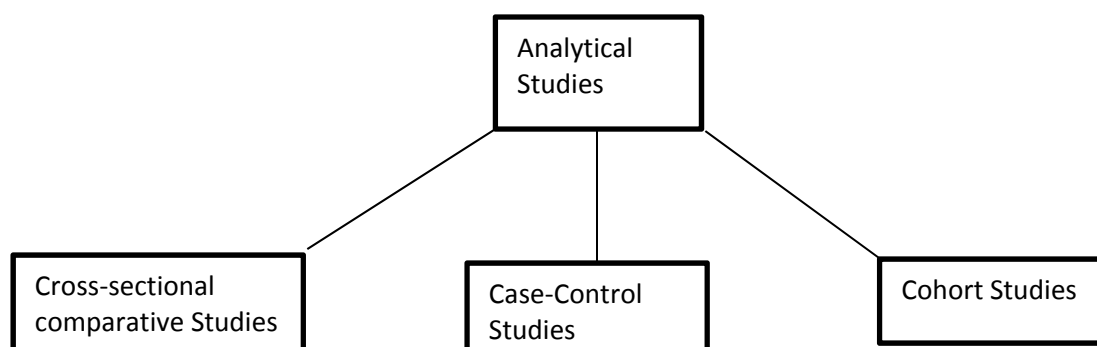 Analytical
Studies
Cross-sectional
comparative Studies
Case-Control
Studies
Cohort Studies